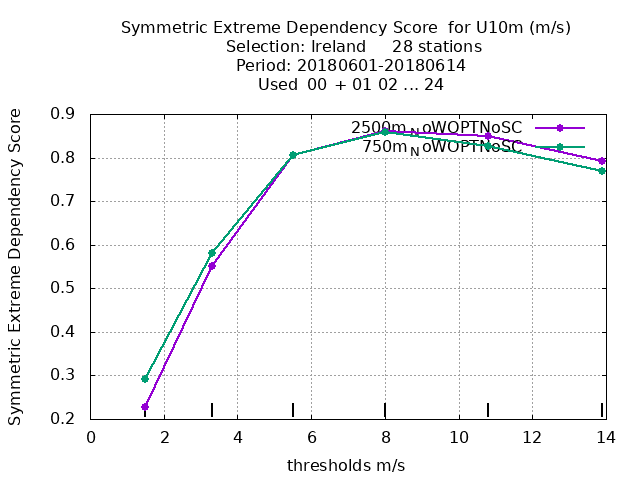 Symmetric Extreme Dependency Score  for U10m (m/s)
Selection: Ireland     28 stations
Period: 20180601-20180614
Used  00  + 01 02 ... 24
0.9
0.8
0.7
0.6
0.5
0.4
0.3
0.2
Symmetric Extreme Dependency Score
2500mNoWOPTNoSC
750mNoWOPTNoSC
0 2 4 6 8 10 12 14
thresholds m/s